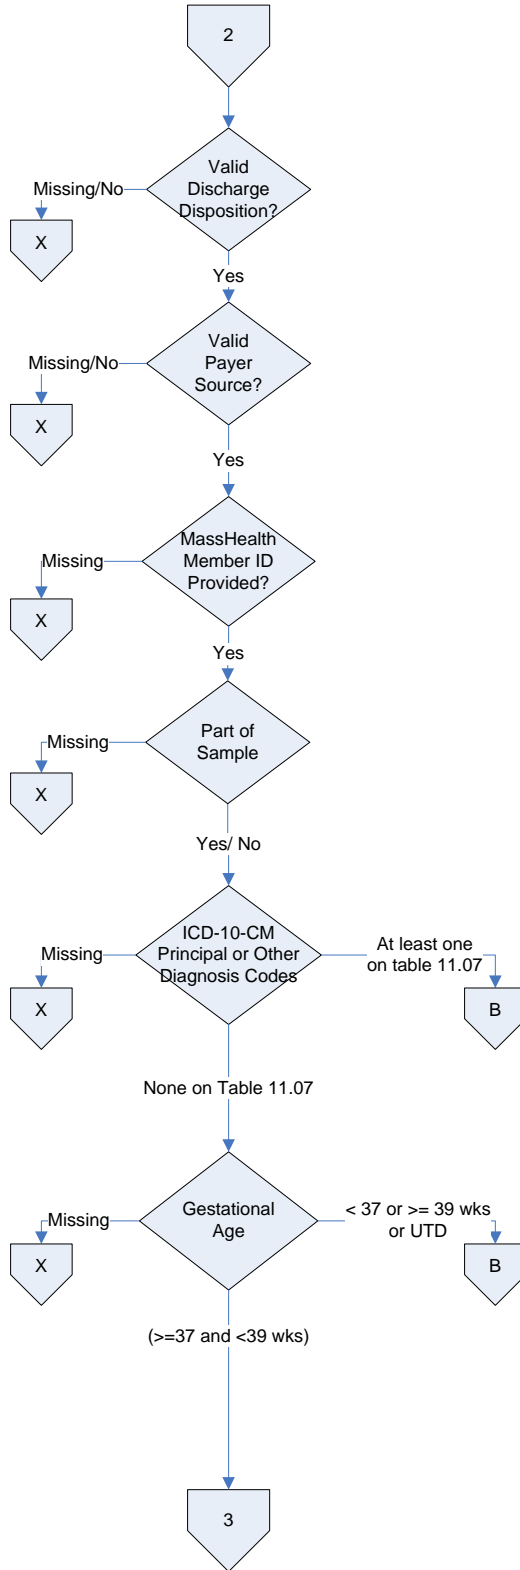 2
Valid
Discharge
Disposition?
Missing/No
X
Yes
Valid
Payer
Source?
Missing/No
X
Yes
MassHealth
Member ID
Provided?
Missing
X
Yes
Part of
Sample
Missing
X
Yes/ No
ICD-10-CM
Principal or Other
Diagnosis Codes
Missing
At least one
on table 11.07
X
B
None on Table 11.07
Gestational
Age
Missing
< 37 or >= 39 wks
or UTD
X
B
(>=37 and <39 wks)
3